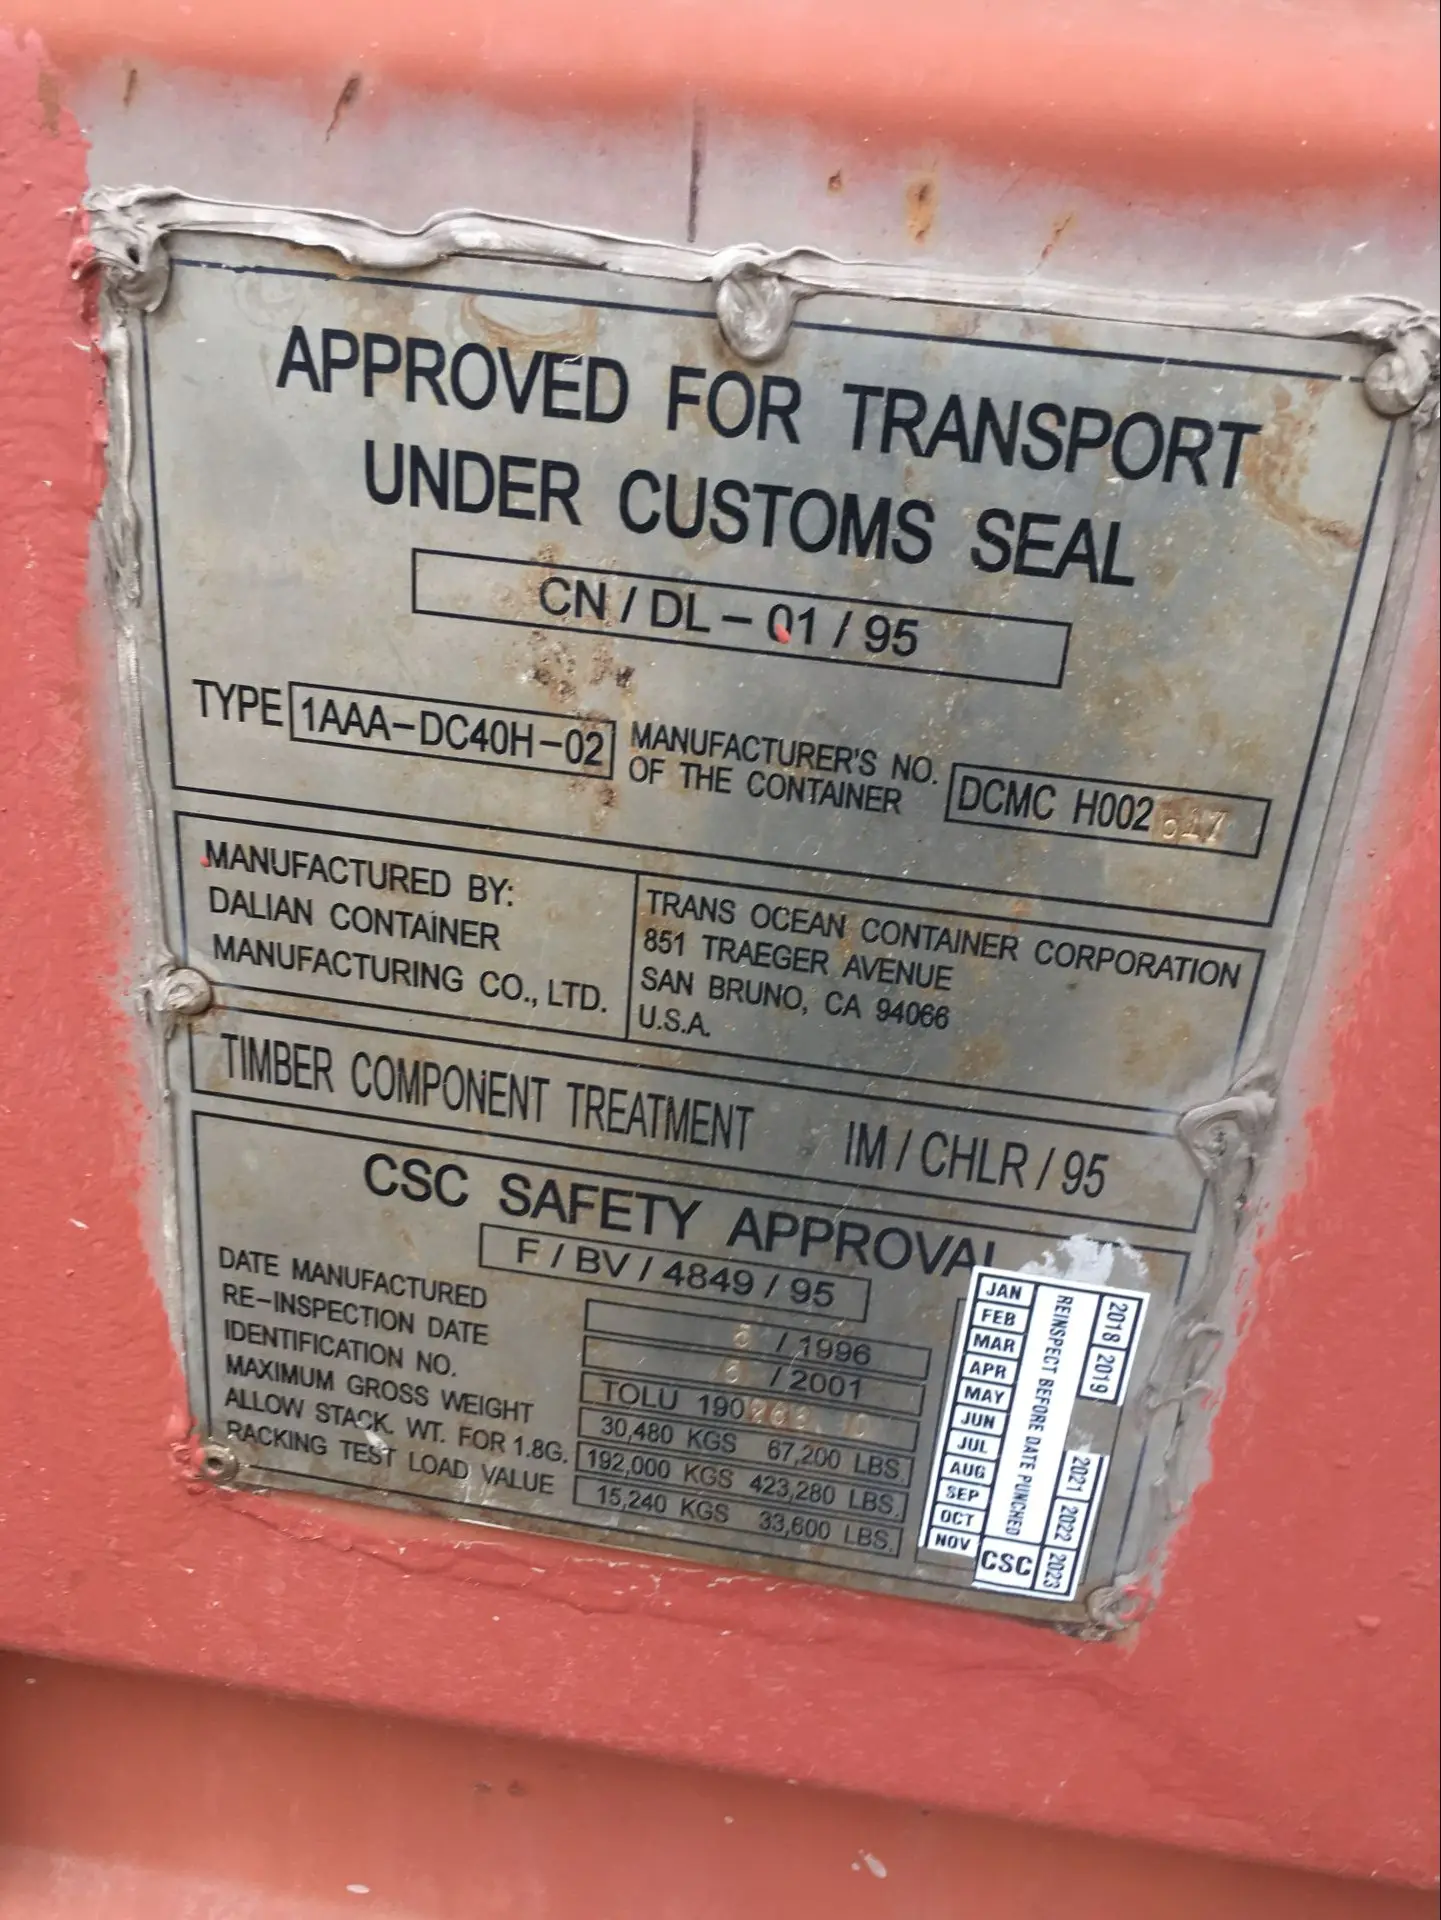 APPROVED FOR TRANSPORT
UNDER CUSTOMS SEAL
CN / DL – 01 / 95
TYPE 1AAA–DC40H–02
MANUFACTURER'S NO.
OF THE CONTAINER
DCMC H002
MANUFACTURED BY:
DALIAN CONTAINER
MANUFACTURING CO., LTD.
TRANS OCEAN CONTAINER CORPORATION
851 TRAEGER AVENUE
SAN BRUNO, CA 94066
U.S.A.
TIMBER COMPONENT TREATMENT IM / CHLR / 95
CSC SAFETY APPROVAL
F / BV / 4849 / 95
DATE MANUFACTURED 6 / 1996
RE–INSPECTION DATE 6 / 2001
IDENTIFICATION NO. TOLU 190
MAXIMUM GROSS WEIGHT 30,480 KGS 67,200 LBS.
ALLOW STACK. WT. FOR 1.8G. 192,000 KGS 423,280 LBS.
RACKING TEST LOAD VALUE 15,240 KGS 33,600 LBS.
JAN
FEB
MAR
APR
MAY
JUN
JUL
AUG
SEP
OCT
NOV
REINSPECT BEFORE DATE PUNCHED
CSC
2018 2019 2021 2022 2023